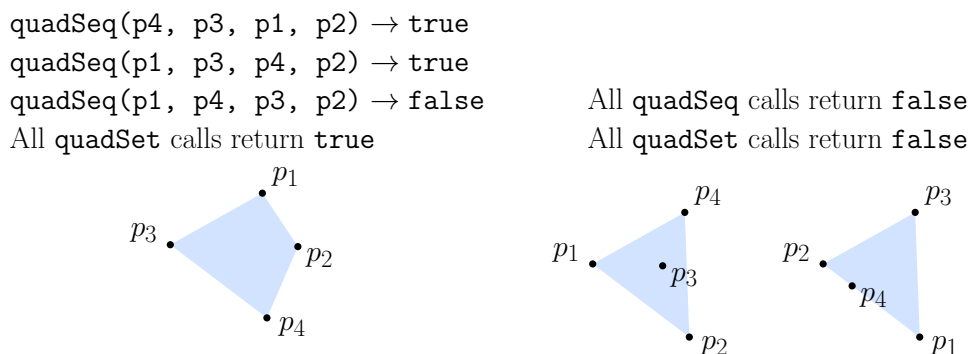 quadSeq(p4, p3, p1, p2) → true
quadSeq(p1, p3, p4, p2) → true
quadSeq(p1, p4, p3, p2) → false
All quadSet calls return true
All quadSeq calls return false
All quadSet calls return false
p₁
p₃
p₂
p₄
p₄
p₁
p₃
p₂
p₃
p₂
p₄
p₁